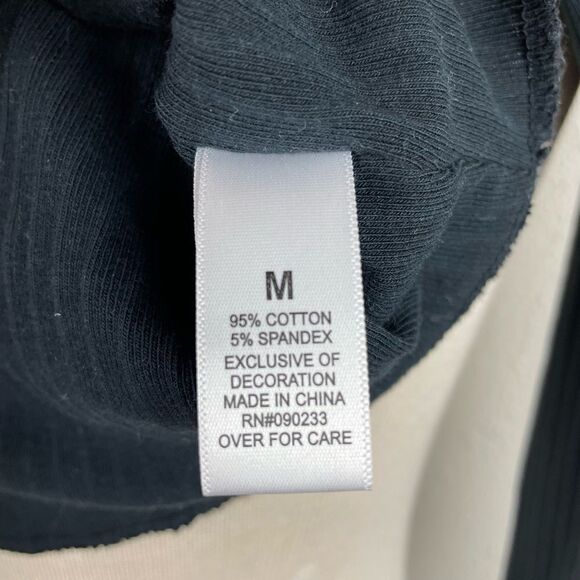 M
95% COTTON
5% SPANDEX
EXCLUSIVE OF
DECORATION
MADE IN CHINA
RN#090233
OVER FOR CARE